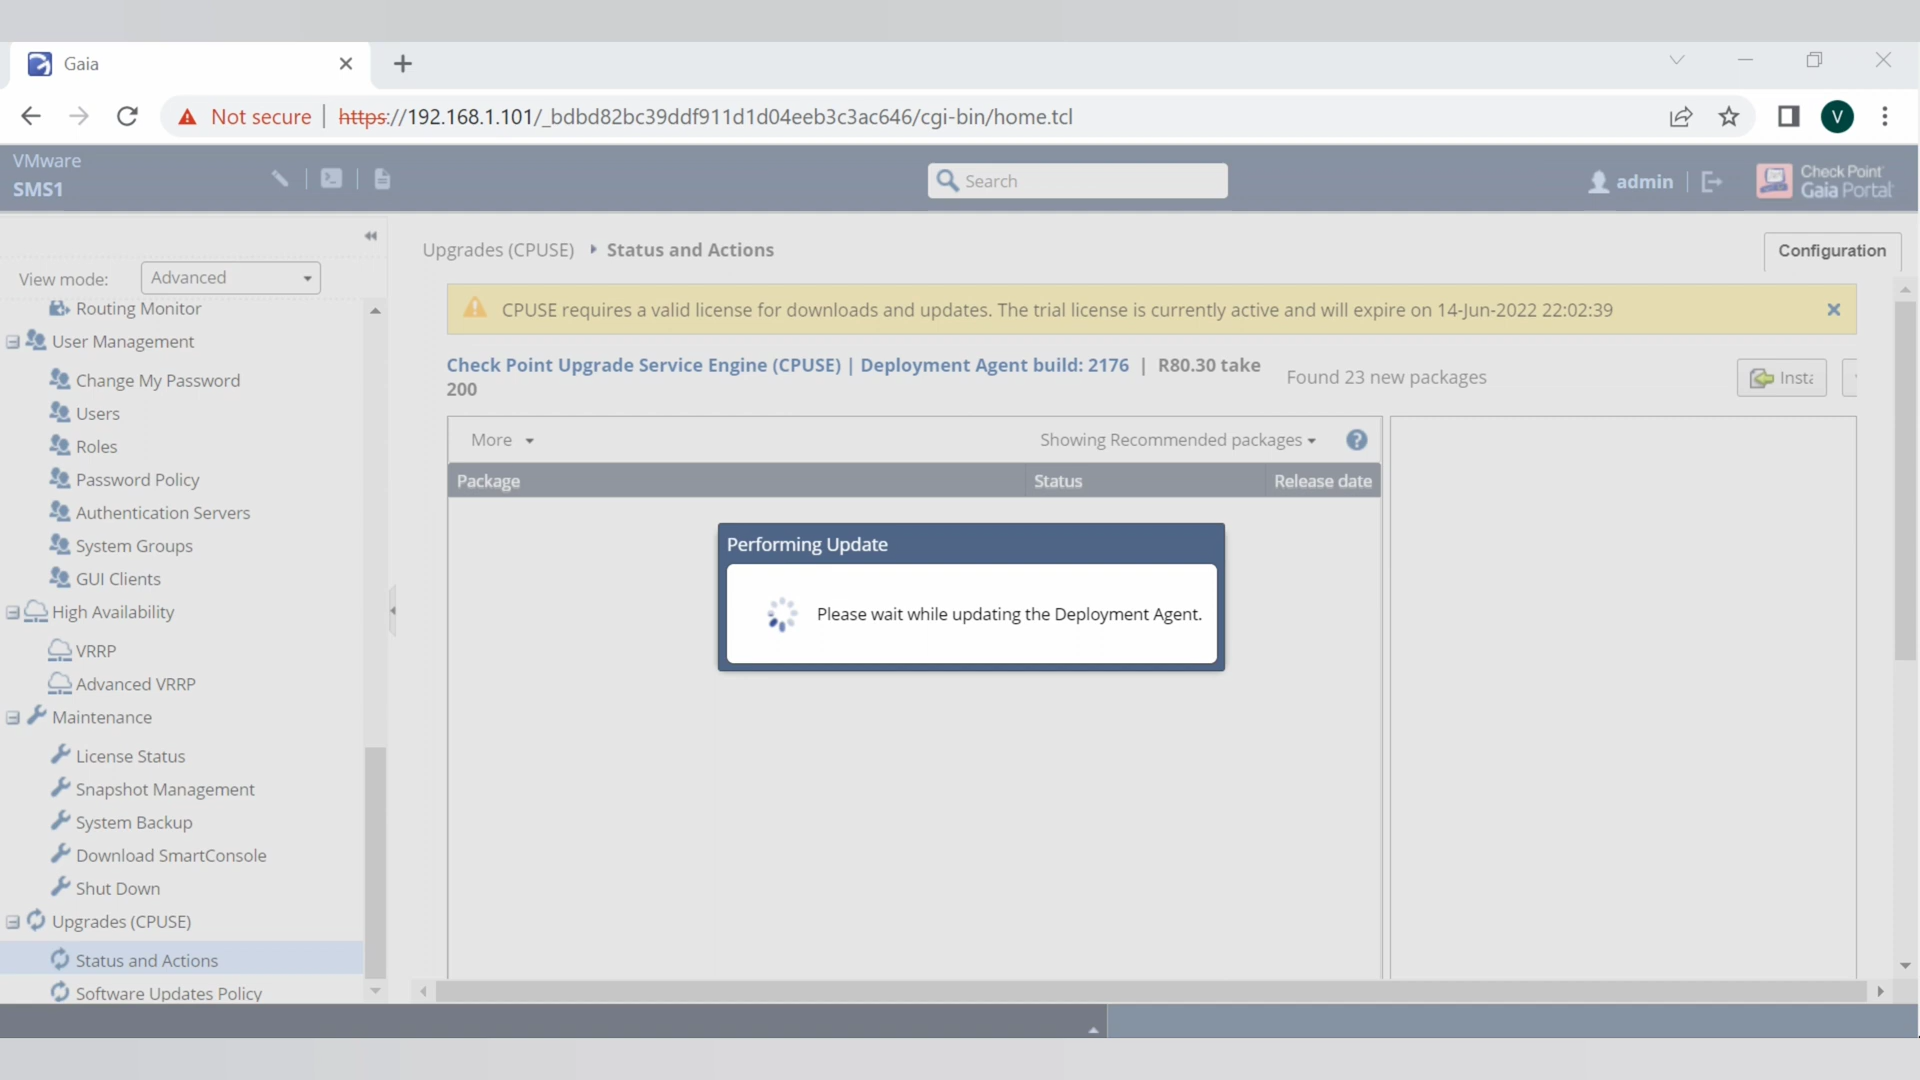 Gaia
Not secure
https://192.168.1.101/_bdbd82bc39ddf911d1d04eeb3c3ac646/cgi-bin/home.tcl
V
VMware
SMS1
Search
admin
Check Point
Gaia Portal
View mode:
Advanced
Routing Monitor
User Management
Change My Password
Users
Roles
Password Policy
Authentication Servers
System Groups
GUI Clients
High Availability
VRRP
Advanced VRRP
Maintenance
License Status
Snapshot Management
System Backup
Download SmartConsole
Shut Down
Upgrades (CPUSE)
Status and Actions
Software Updates Policy
Upgrades (CPUSE) Status and Actions
Configuration
CPUSE requires a valid license for downloads and updates. The trial license is currently active and will expire on 14-Jun-2022 22:02:39
Check Point Upgrade Service Engine (CPUSE) | Deployment Agent build: 2176 | R80.30 take
200
Found 23 new packages
Insta
More
Showing Recommended packages
?
Package Status Release date
Performing Update
Please wait while updating the Deployment Agent.